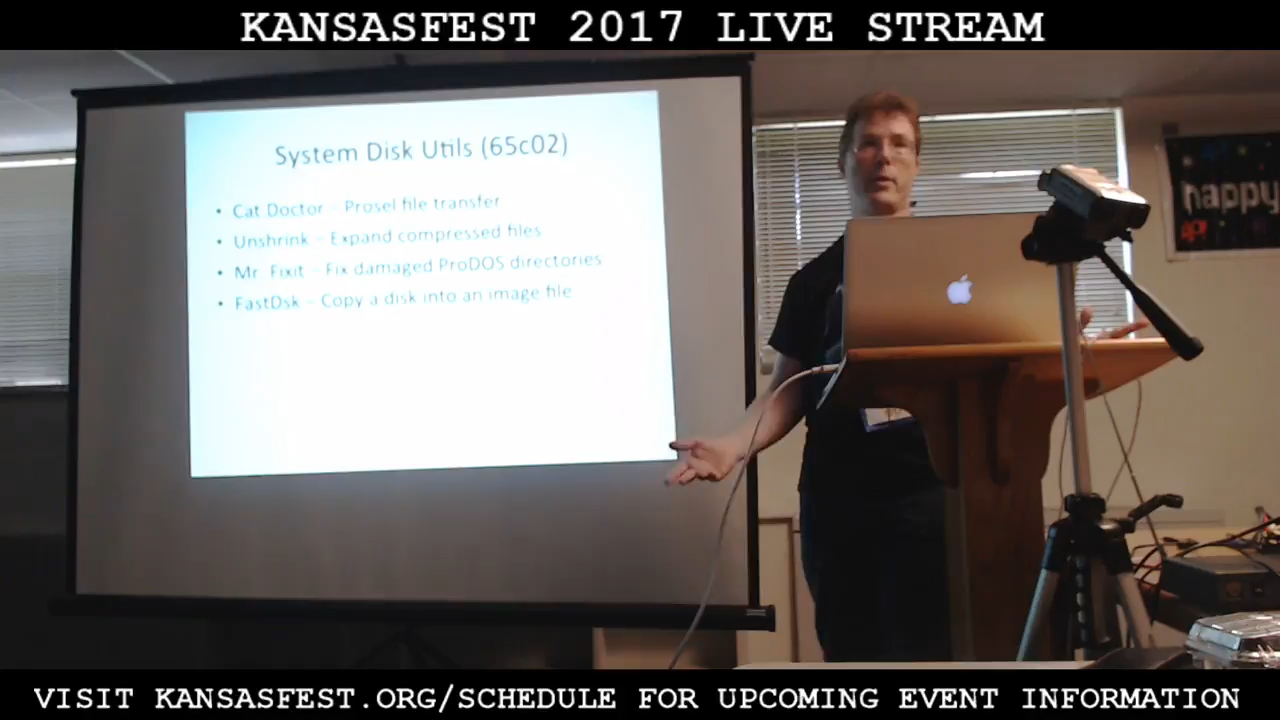 KANSASFEST 2017 LIVE STREAM
System Disk Utils (65c02)
• Cat Doctor – Prosel file transfer
• Unshrink – Expand compressed files
• Mr. Fixit – Fix damaged ProDOS directories
• FastDsk – Copy a disk into an image file
happy
VISIT KANSASFEST.ORG/SCHEDULE FOR UPCOMING EVENT INFORMATION